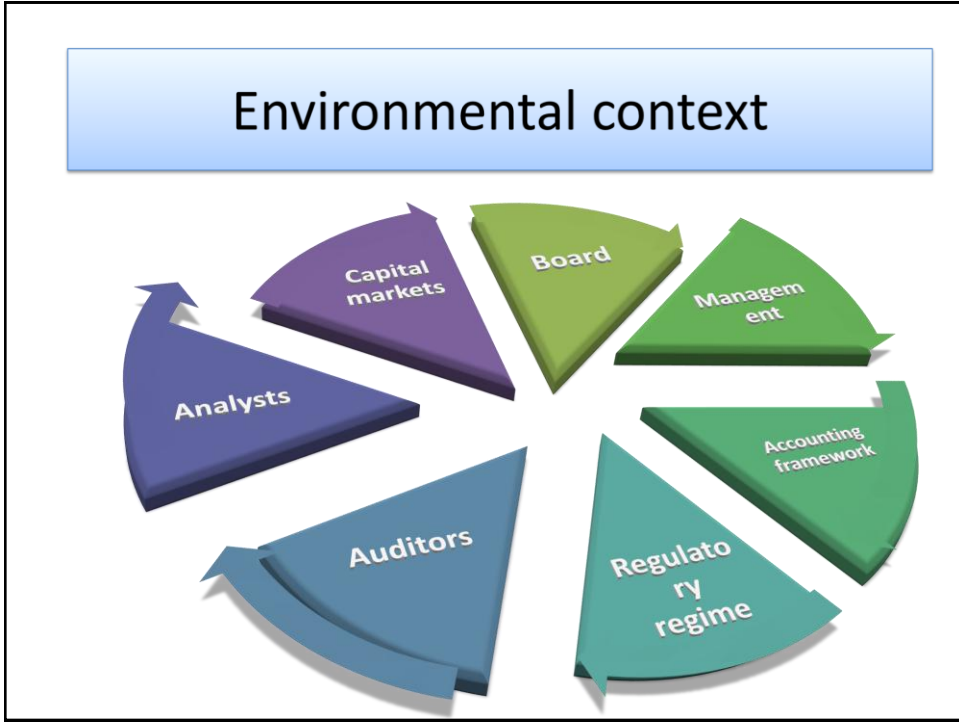 Environmental context
Board
Managem
ent
Accounting
framework
Regulato
ry
regime
Auditors
Analysts
Capital
markets